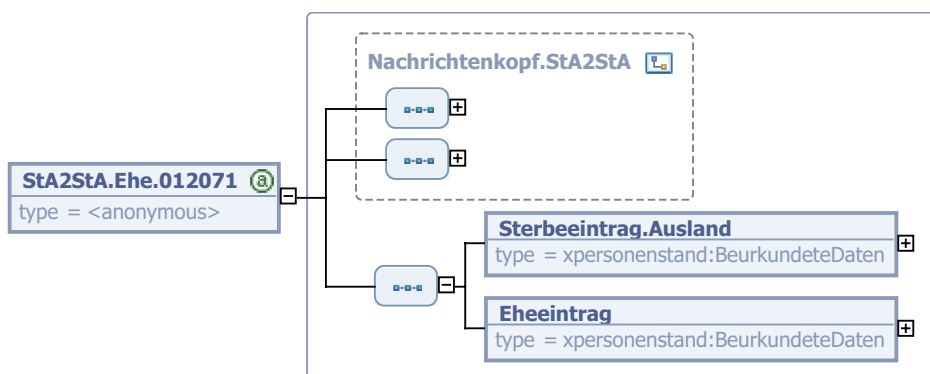 Nachrichtenkopf.StA2StA
StA2StA.Ehe.012071 a
type = <anonymous>
Sterbeeintrag.Ausland
type = xpersonenstand:BeurkundeteDaten
Eheeintrag
type = xpersonenstand:BeurkundeteDaten